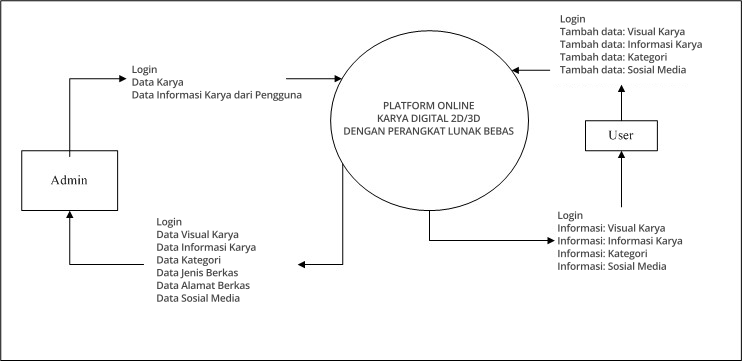 Login
Tambah data: Visual Karya
Tambah data: Informasi Karya
Tambah data: Kategori
Tambah data: Sosial Media
Login
Data Karya
Data Informasi Karya dari Pengguna
PLATFORM ONLINE
KARYA DIGITAL 2D/3D
DENGAN PERANGKAT LUNAK BEBAS
User
Admin
Login
Data Visual Karya
Data Informasi Karya
Data Kategori
Data Jenis Berkas
Data Alamat Berkas
Data Sosial Media
Login
Informasi: Visual Karya
Informasi: Informasi Karya
Informasi: Kategori
Informasi: Sosial Media